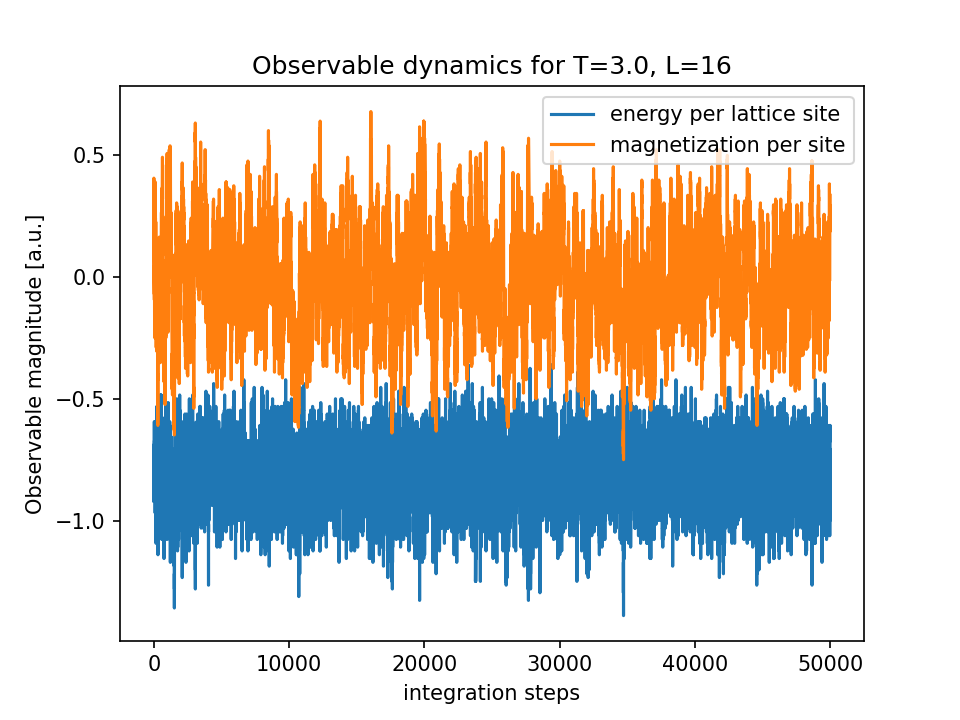 Observable dynamics for T=3.0, L=16
energy per lattice site
magnetization per site
Observable magnitude [a.u.]
0.5
0.0
−0.5
−1.0
0 10000 20000 30000 40000 50000
integration steps